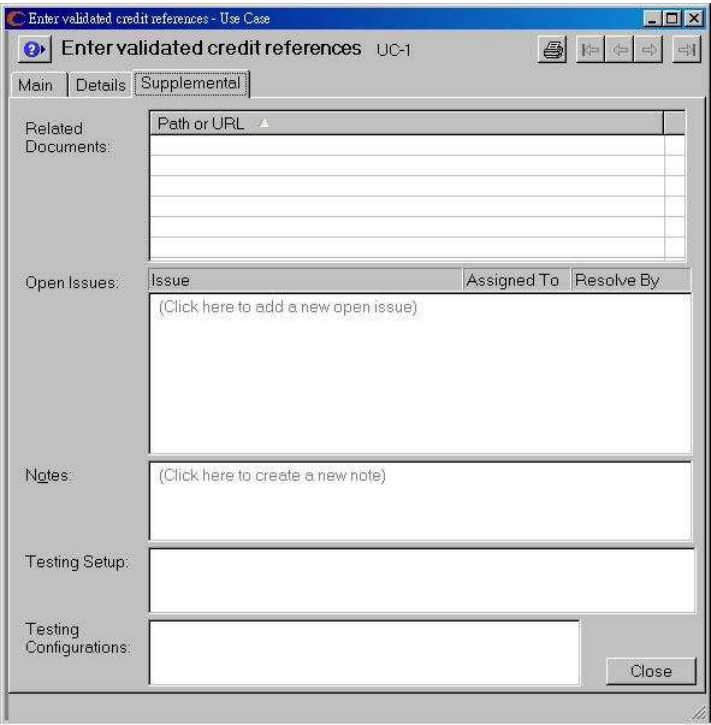 Enter validated credit references - Use Case
Enter validated credit references UC-1
Main Details Supplemental
Related
Documents:
Path or URL
Open Issues:
Issue Assigned To Resolve By
(Click here to add a new open issue)
Notes:
(Click here to create a new note)
Testing Setup:
Testing
Configurations:
Close